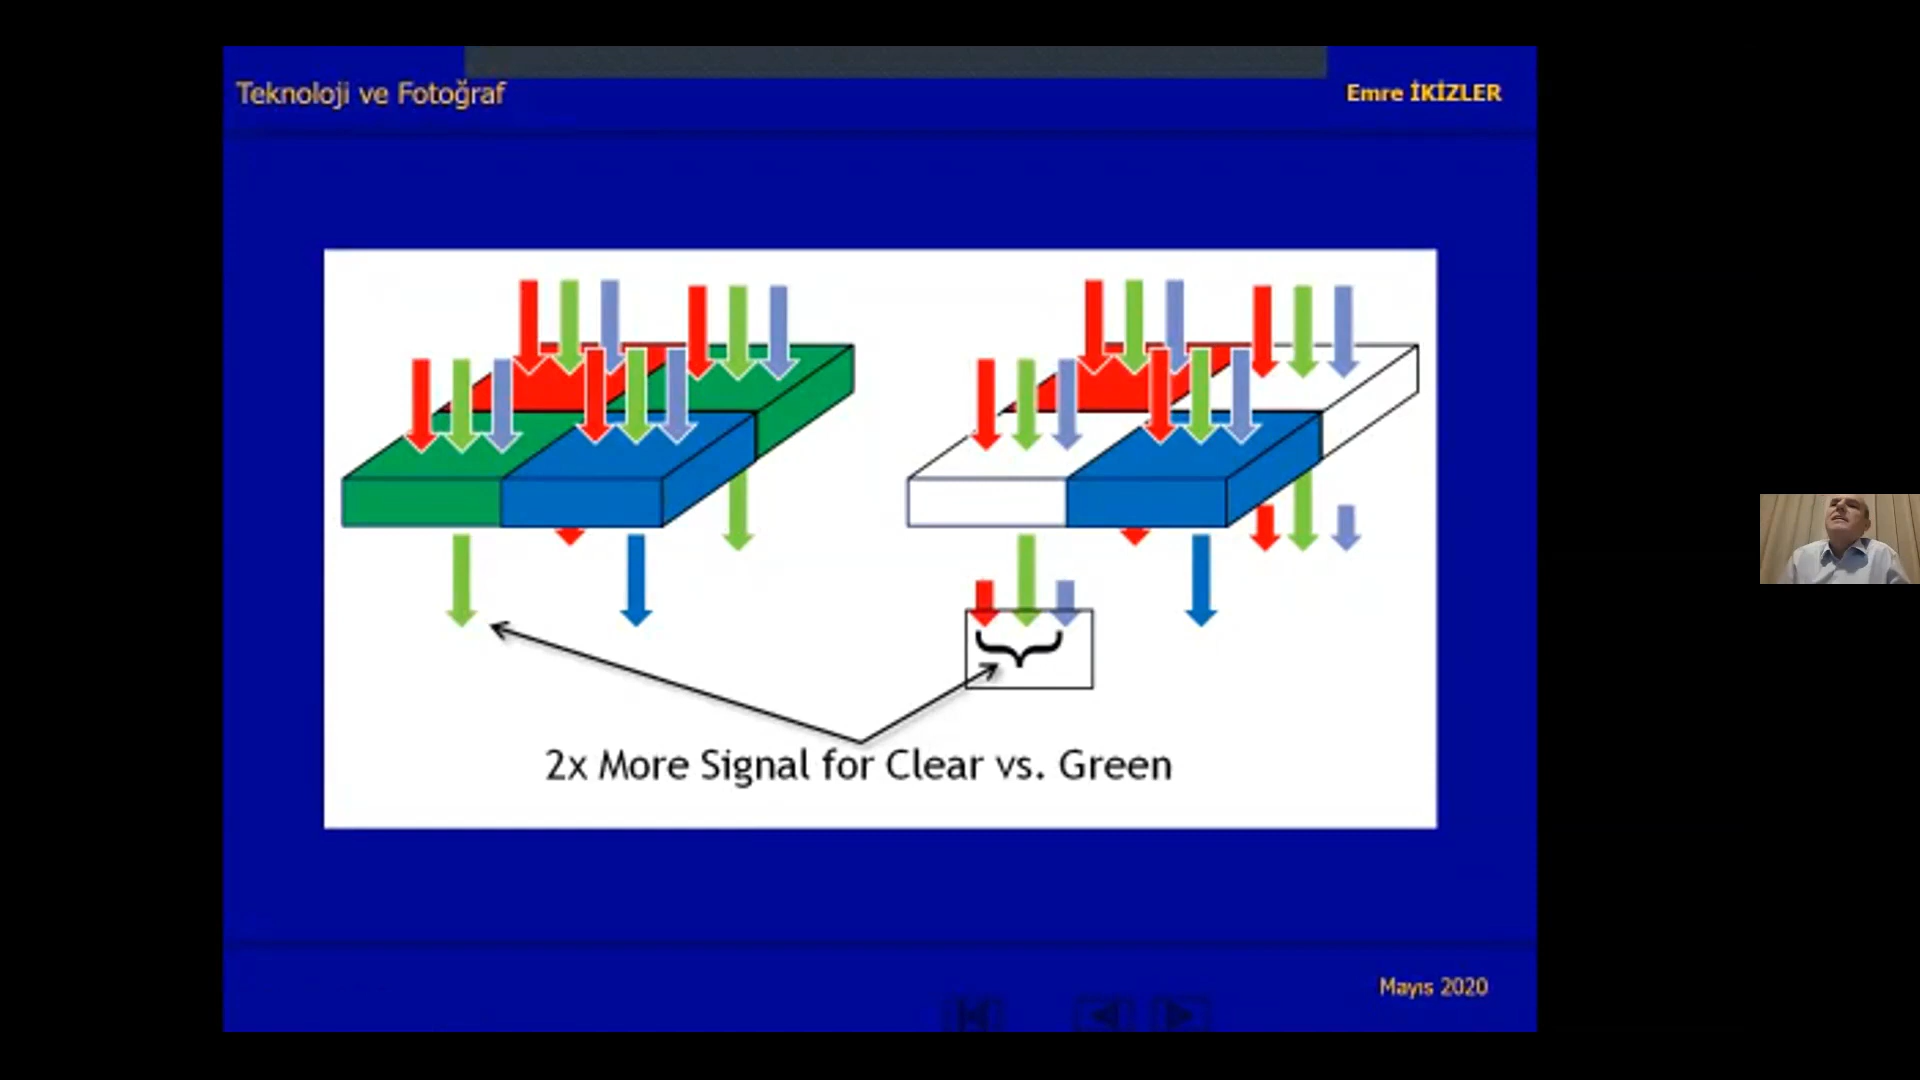 Teknoloji ve Fotoğraf
Emre İKİZLER
2x More Signal for Clear vs. Green
Mayıs 2020